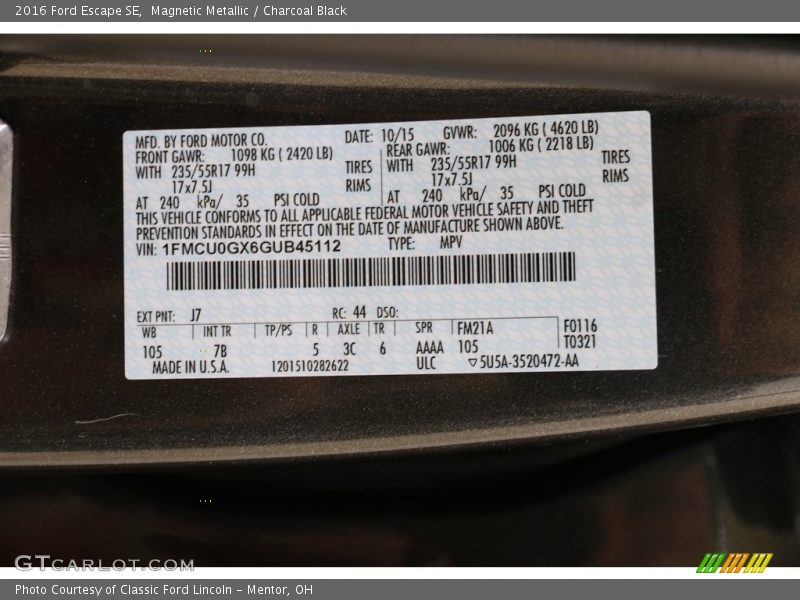 2016 Ford Escape SE, Magnetic Metallic / Charcoal Black
MFD. BY FORD MOTOR CO. DATE: 10/15 GVWR: 2096 KG ( 4620 LB)
FRONT GAWR: 1098 KG ( 2420 LB) REAR GAWR: 1006 KG ( 2218 LB)
WITH 235/55R17 99H TIRES WITH 235/55R17 99H TIRES
17x7.5J RIMS 17x7.5J RIMS
AT 240 kPa/ 35 PSI COLD AT 240 kPa/ 35 PSI COLD
THIS VEHICLE CONFORMS TO ALL APPLICABLE FEDERAL MOTOR VEHICLE SAFETY AND THEFT
PREVENTION STANDARDS IN EFFECT ON THE DATE OF MANUFACTURE SHOWN ABOVE.
VIN: 1FMCU0GX6GUB45112 TYPE: MPV
EXT PNT: J7 RC: 44 DSO:
WB INT TR TP/PS R AXLE TR SPR FM21A F0116
105 7B 5 3C 6 AAAA 105 T0321
MADE IN U.S.A. 1201510282622 ULC ▽5U5A-3520472-AA
GTCARLOT.COM
Photo Courtesy of Classic Ford Lincoln - Mentor, OH